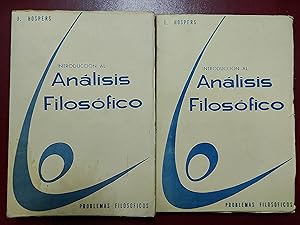 J. HOSPERS
INTRODUCCION AL
Análisis
Filosófico
PROBLEMAS FILOSOFICOS
J. HOSPERS
INTRODUCCION AL
Análisis
Filosófico
PROBLEMAS FILOSOFICOS